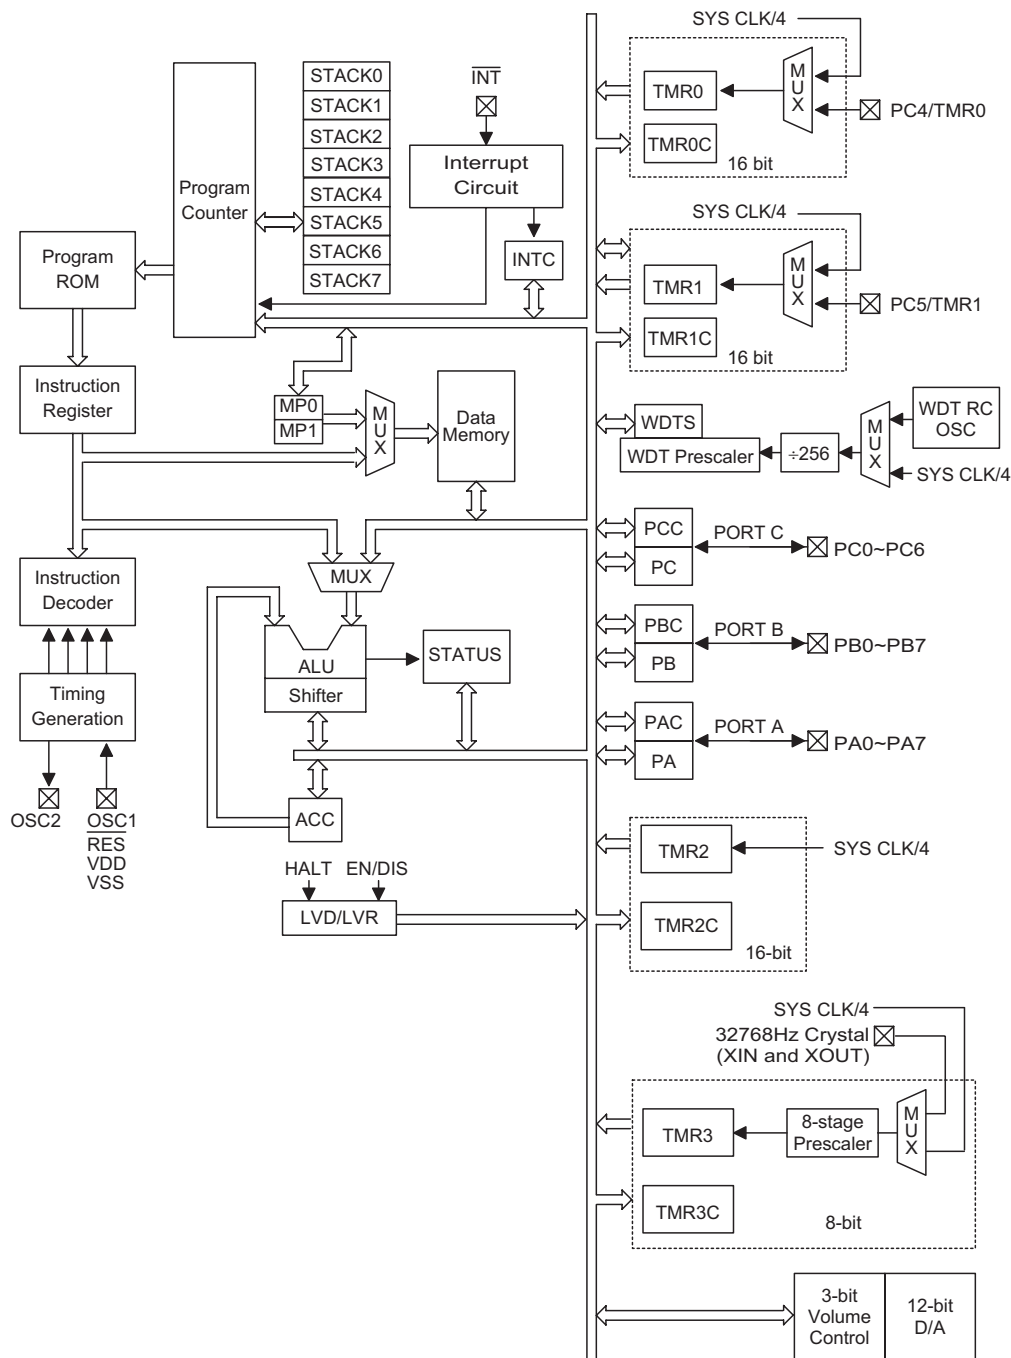 SYS CLK/4
STACK0
STACK1
STACK2
STACK3
STACK4
STACK5
STACK6
STACK7
INT
Interrupt
Circuit
INTC
Program
Counter
Program
ROM
Instruction
Register
MP0
MP1
MUX
Data
Memory
Instruction
Decoder
MUX
ALU
Shifter
STATUS
Timing
Generation
OSC2
OSC1
RES
VDD
VSS
ACC
HALT
EN/DIS
LVD/LVR
TMR0
MUX
PC4/TMR0
TMR0C
16 bit
SYS CLK/4
TMR1
MUX
PC5/TMR1
TMR1C
16 bit
WDTS
WDT Prescaler
÷256
MUX
WDT RC
OSC
SYS CLK/4
PCC
PC
PORT C
PC0~PC6
PBC
PB
PORT B
PB0~PB7
PAC
PA
PORT A
PA0~PA7
TMR2
SYS CLK/4
TMR2C
16-bit
SYS CLK/4
32768Hz Crystal
(XIN and XOUT)
TMR3
8-stage
Prescaler
MUX
TMR3C
8-bit
3-bit
Volume
Control
12-bit
D/A